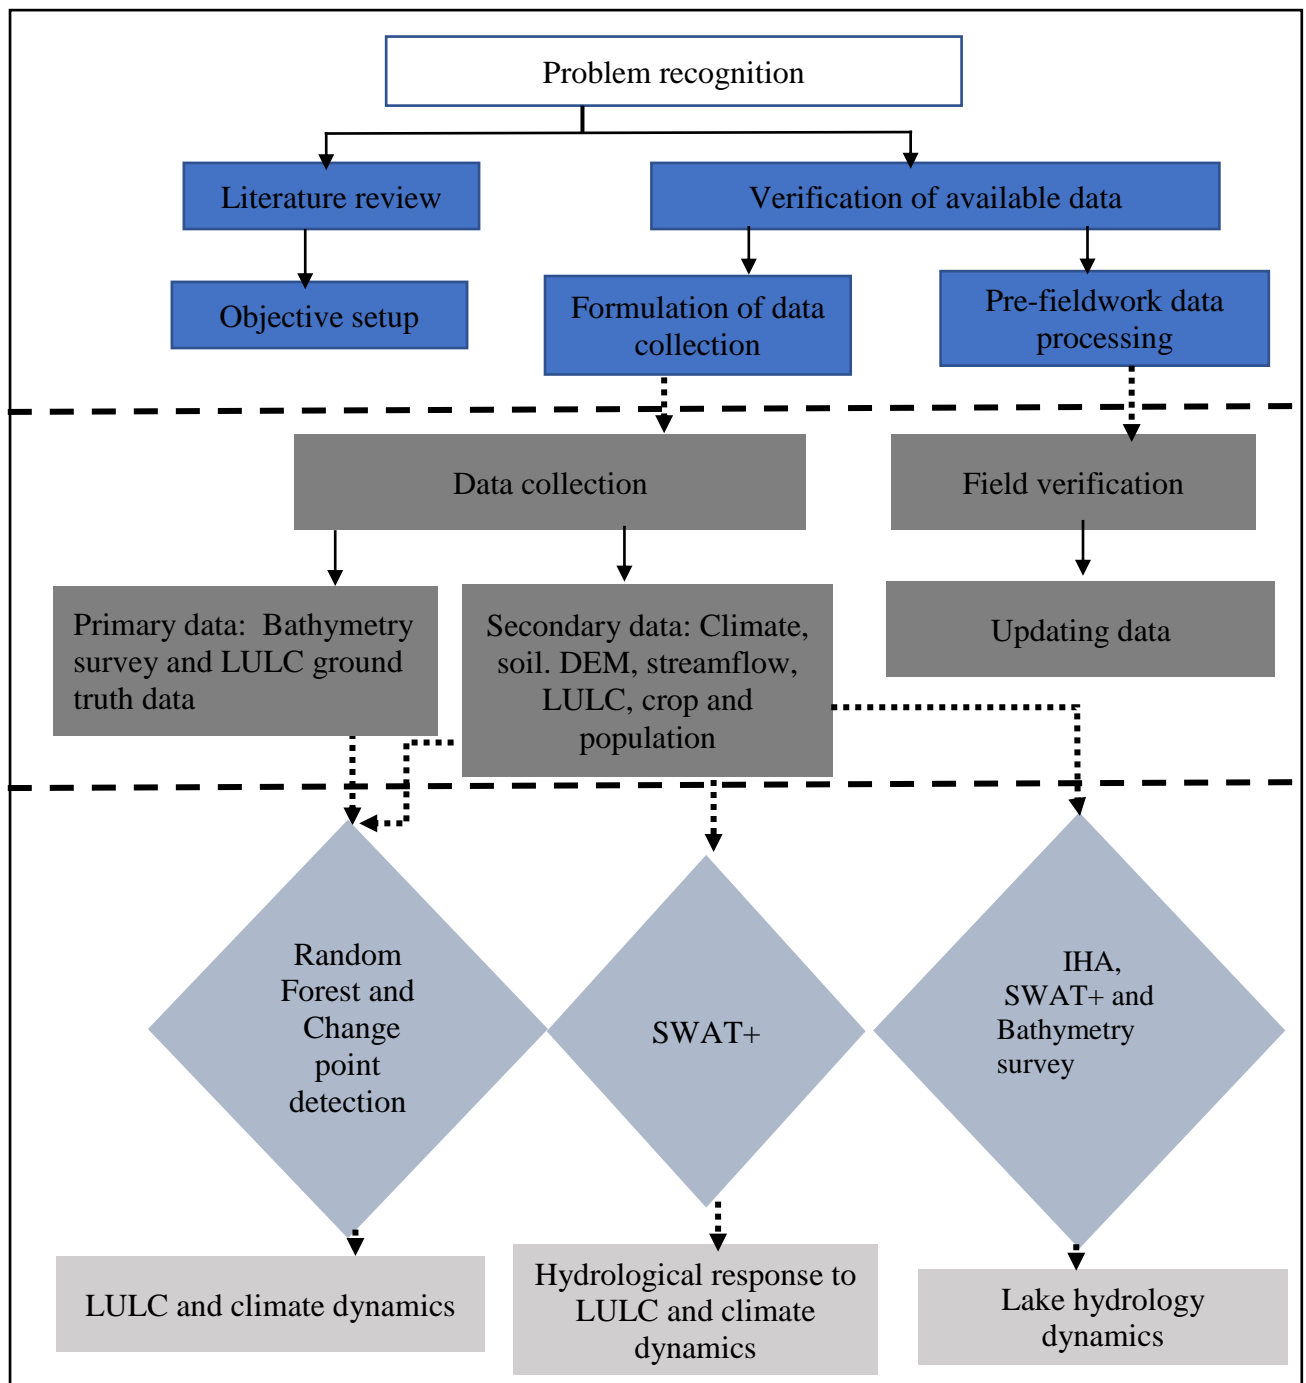 Problem recognition
Literature review
Verification of available data
Objective setup
Formulation of data
collection
Pre-fieldwork data
processing
Data collection
Field verification
Primary data:  Bathymetry
survey and LULC ground
truth data
Secondary data: Climate,
soil. DEM, streamflow,
LULC, crop and
population
Updating data
Random
Forest and
Change
point
detection
SWAT+
IHA,
SWAT+ and
Bathymetry
survey
LULC and climate dynamics
Hydrological response to
LULC and climate
dynamics
Lake hydrology
dynamics